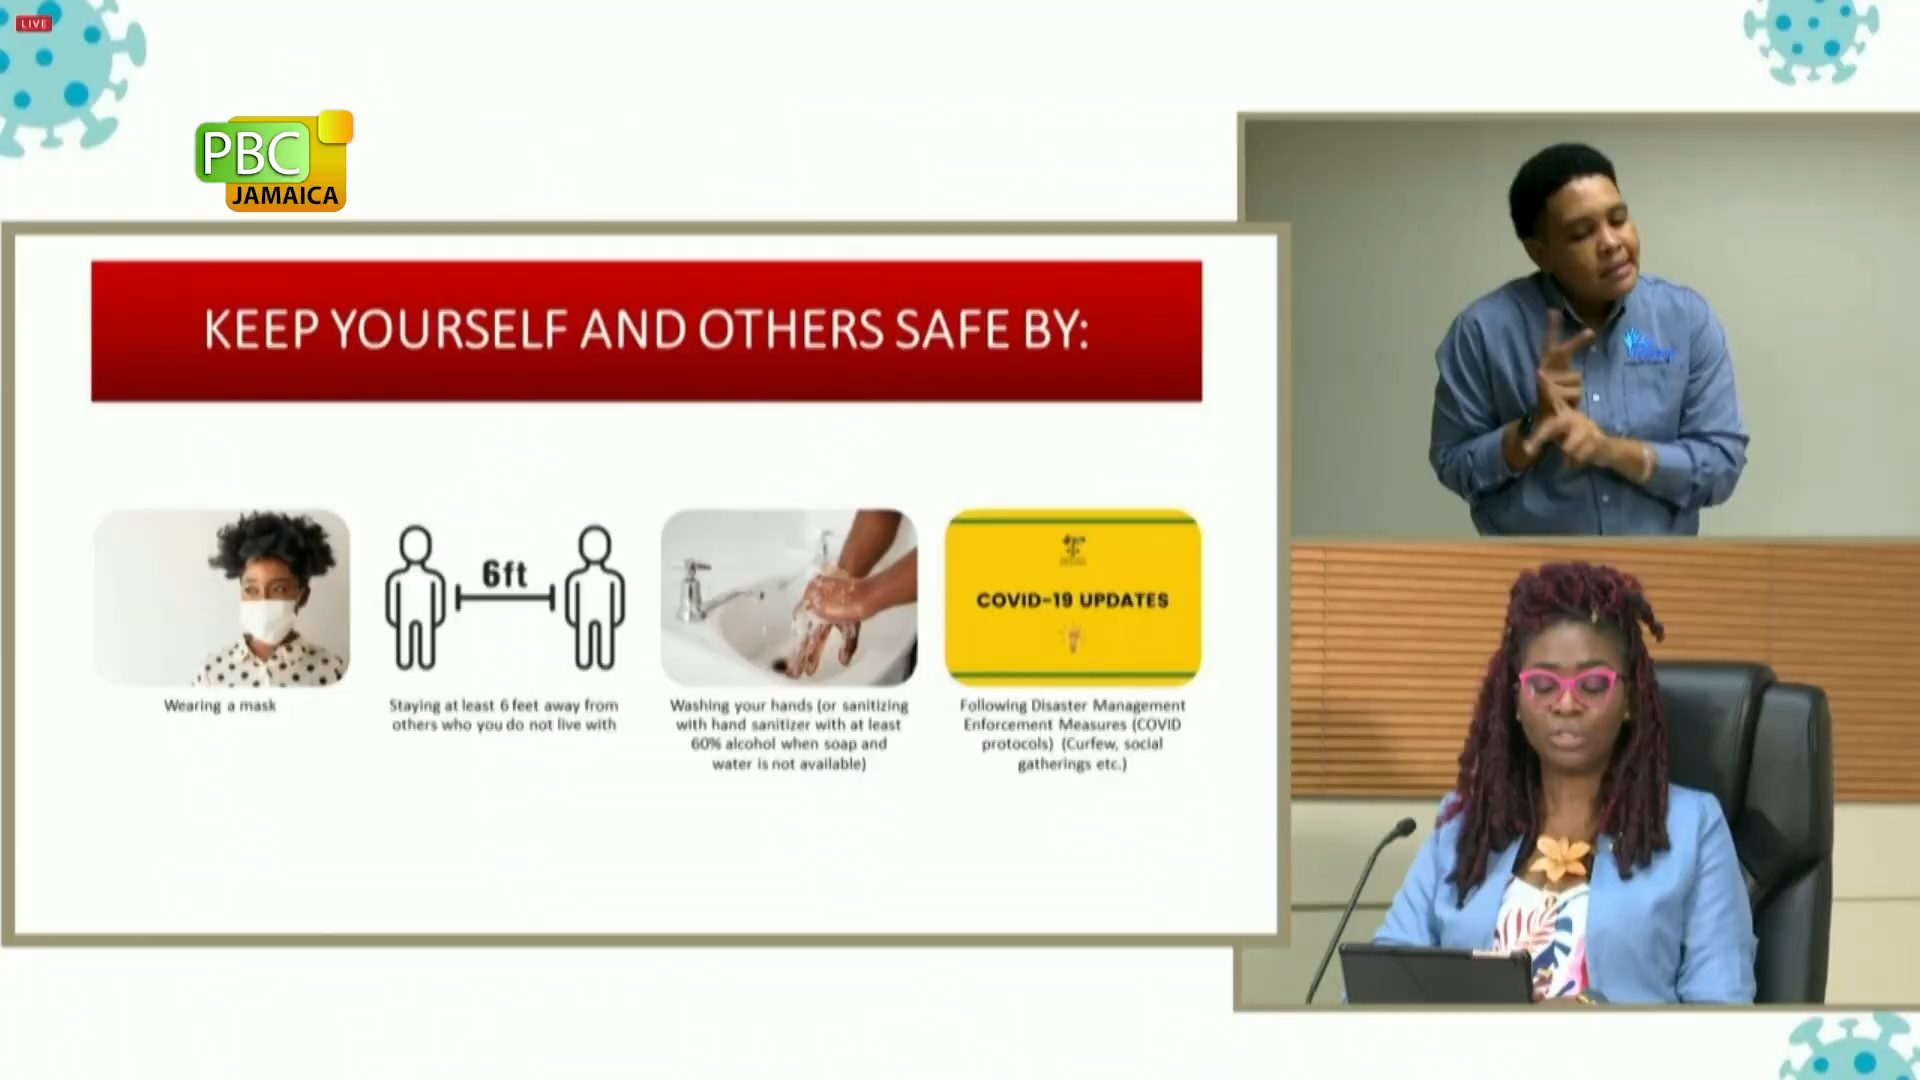 LIVE
PBC
JAMAICA
KEEP YOURSELF AND OTHERS SAFE BY:
6ft
COVID-19 UPDATES
Wearing a mask
Staying at least 6 feet away from
others who you do not live with
Washing your hands (or sanitizing
with hand sanitizer with at least
60% alcohol when soap and
water is not available)
Following Disaster Management
Enforcement Measures (COVID
protocols) (Curfew, social
gatherings etc.)